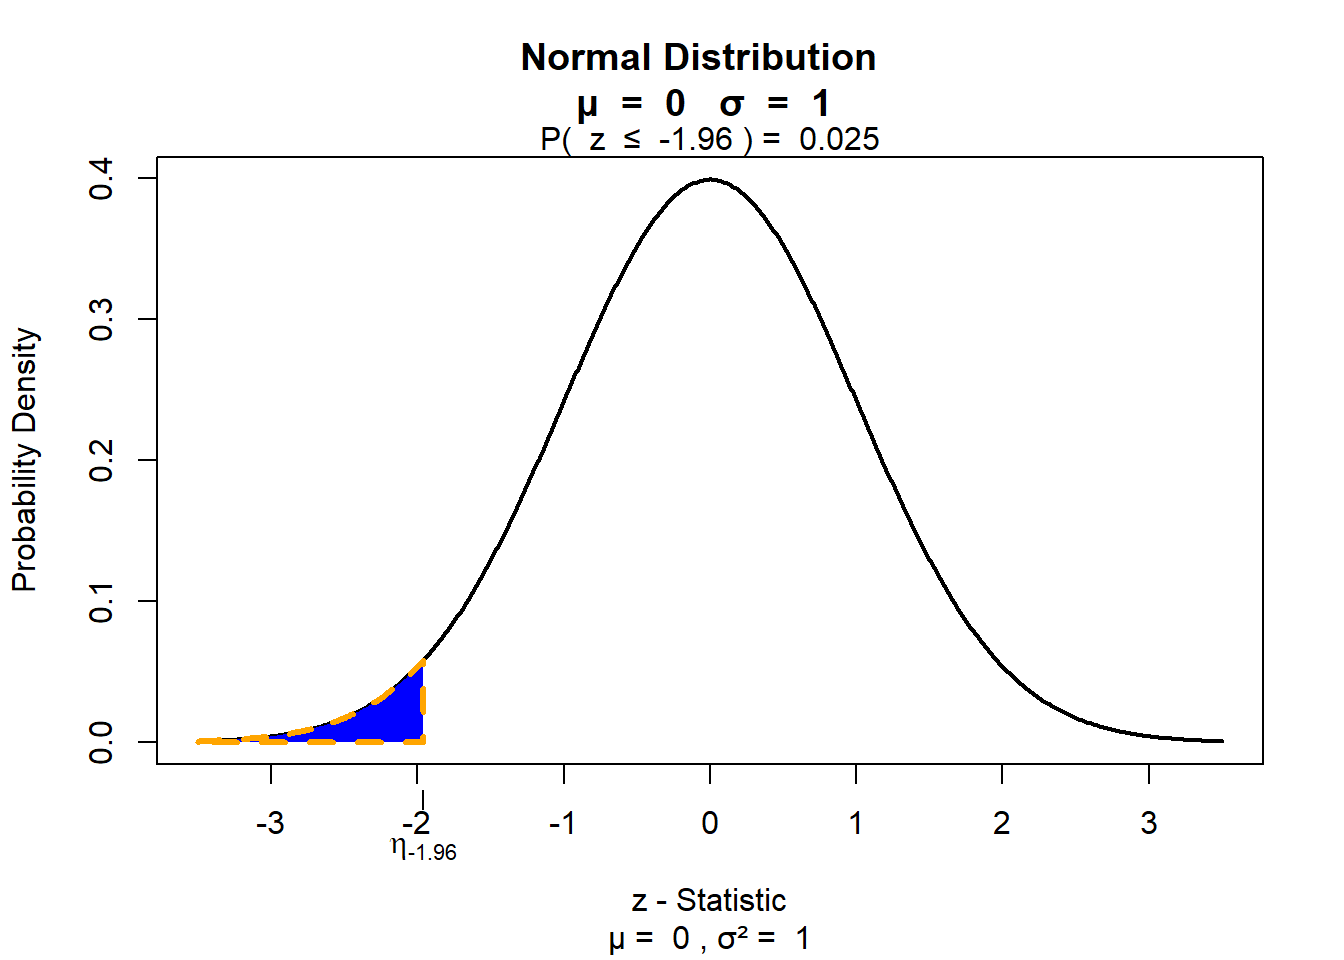 Normal Distribution
μ = 0 σ = 1
P( z ≤ -1.96 ) = 0.025
Probability Density
0.4
0.3
0.2
0.1
0.0
-3 -2 -1 0 1 2 3
η-1.96
z - Statistic
μ = 0 , σ² = 1